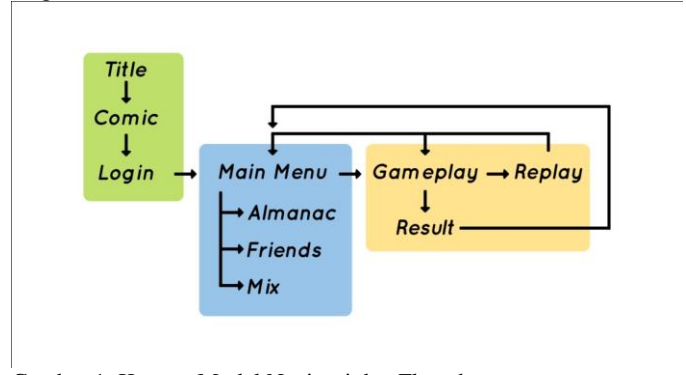 Title
Comic
Login
Main Menu
Gameplay
Replay
Almanac
Result
Friends
Mix